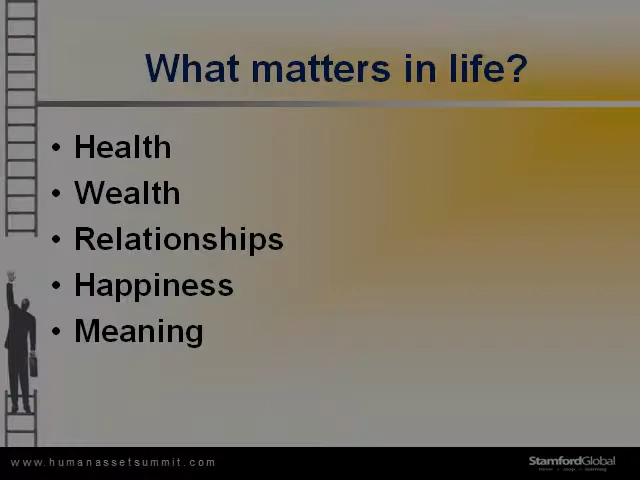 What matters in life?
• Health
• Wealth
• Relationships
• Happiness
• Meaning
www.humanassetsummit.com
StamfordGlobal